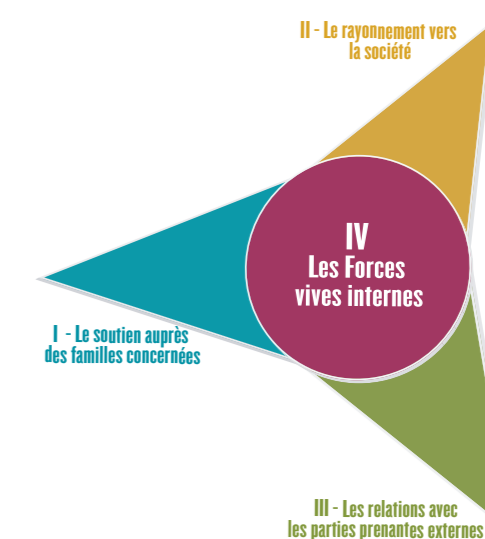 II - Le rayonnement vers
la société
IV
Les Forces
vives internes
I - Le soutien auprès
des familles concernées
III - Les relations avec
les parties prenantes externes